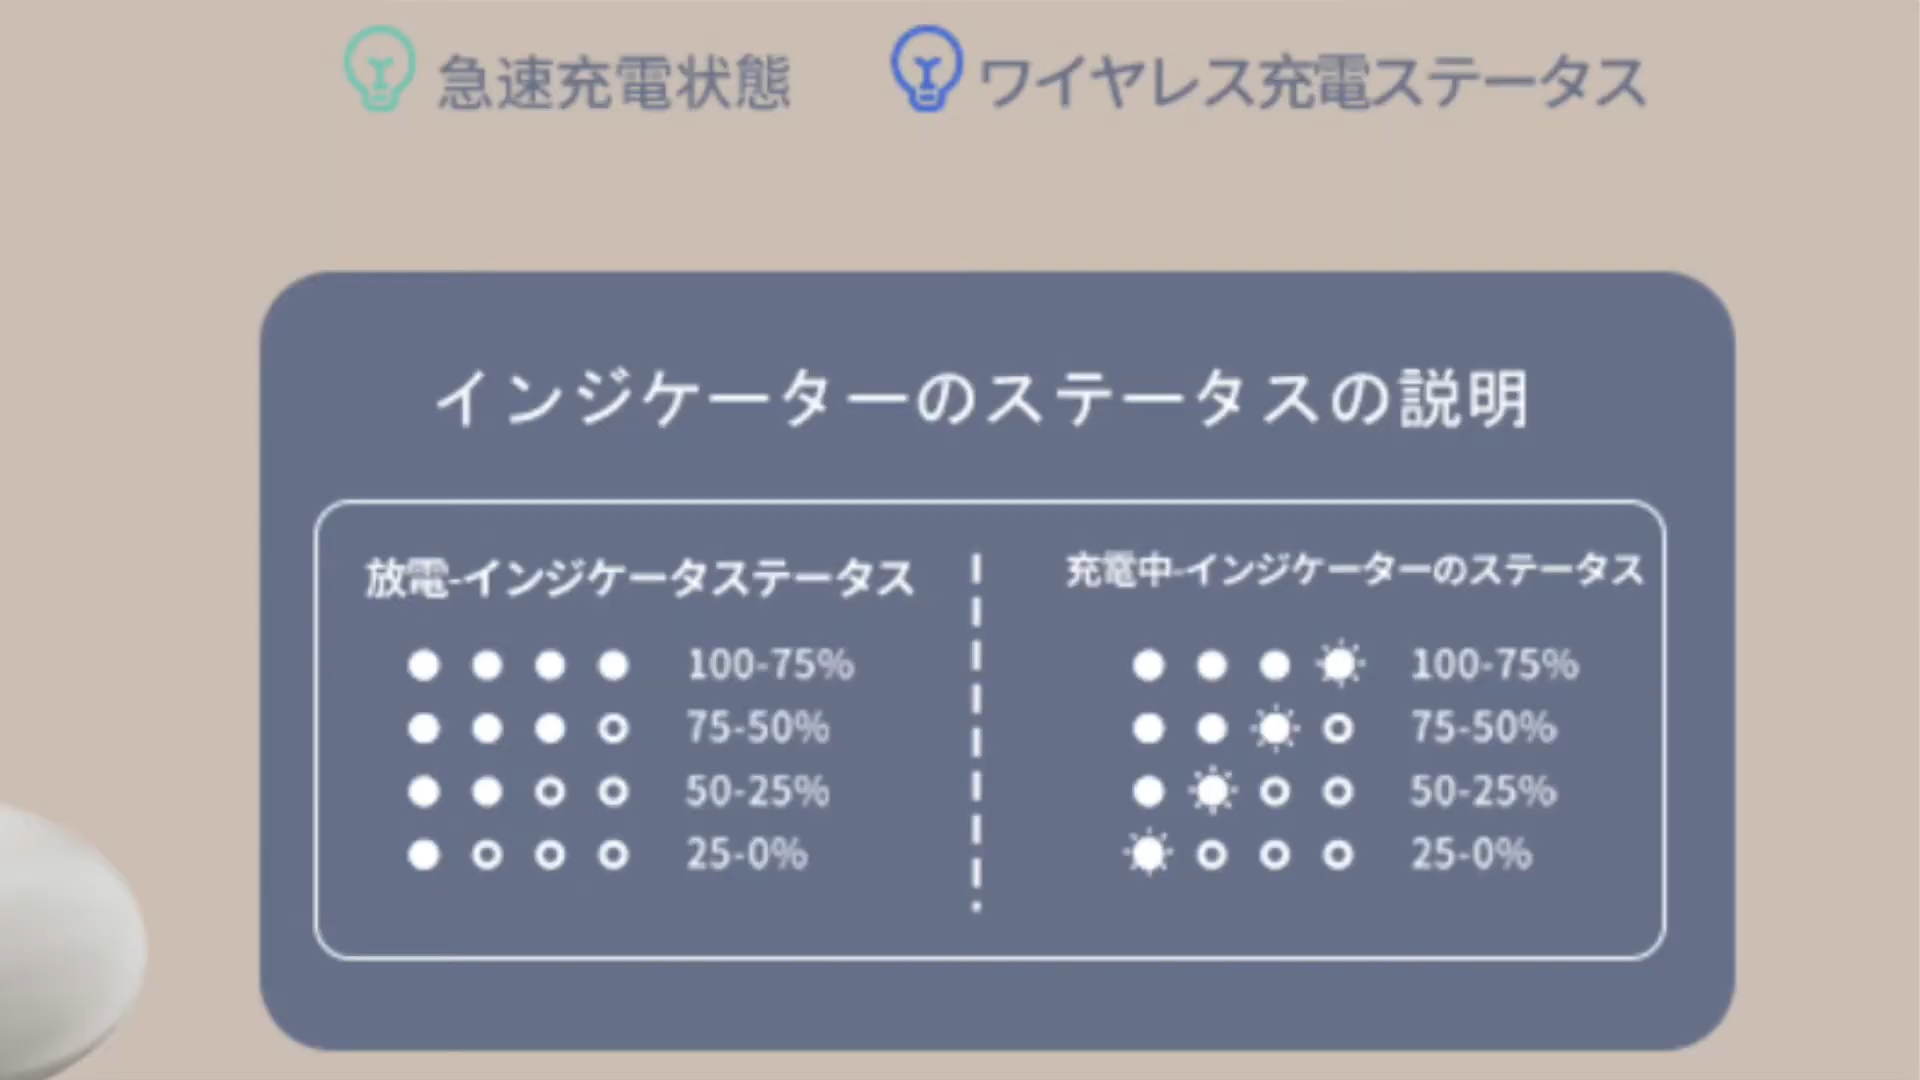 急速充電状態 ワイヤレス充電ステータス
インジケーターのステータスの説明
放電-インジケータステータス
100-75%
75-50%
50-25%
25-0%
充電中-インジケーターのステータス
100-75%
75-50%
50-25%
25-0%